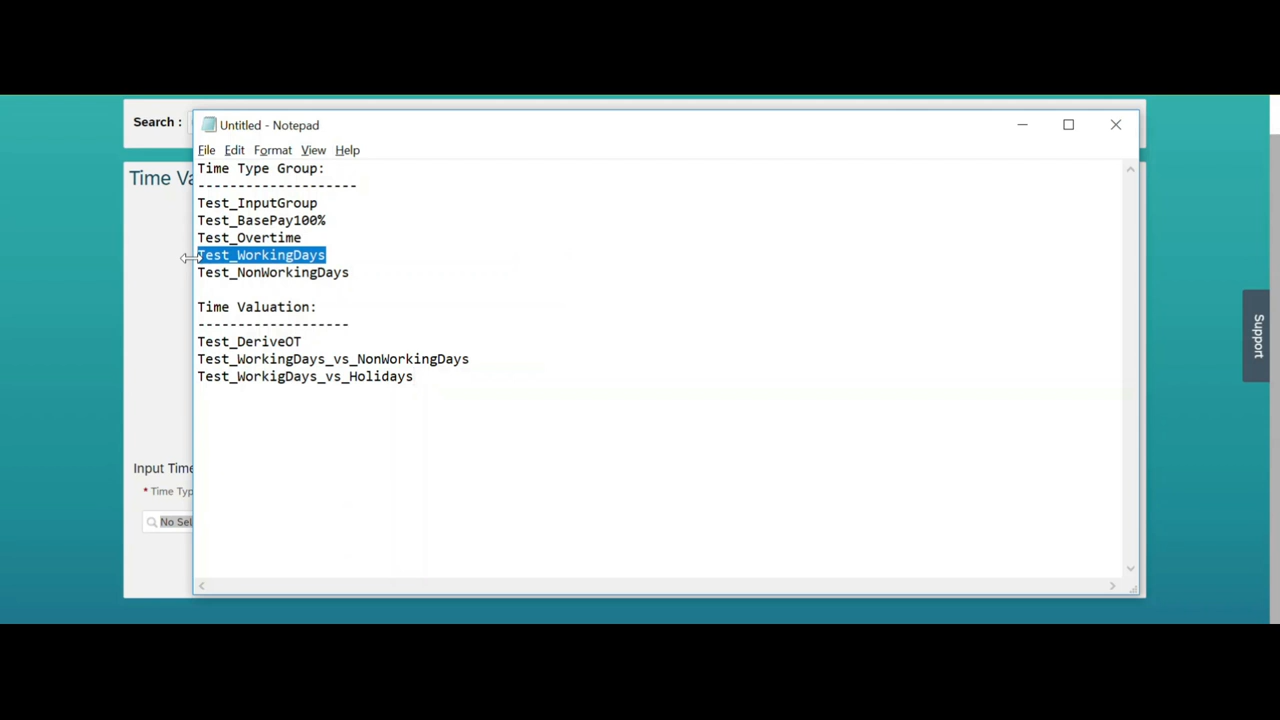 Search :
Untitled - Notepad
File Edit Format View Help
Time Type Group:
--------------------
Test_InputGroup
Test_BasePay100%
Test_Overtime
Test_WorkingDays
Test_NonWorkingDays
Time Valuation:
-------------------
Test_DeriveOT
Test_WorkingDays_vs_NonWorkingDays
Test_WorkigDays_vs_Holidays
Time Va
Input Time
* Time Typ
No Sel
Support